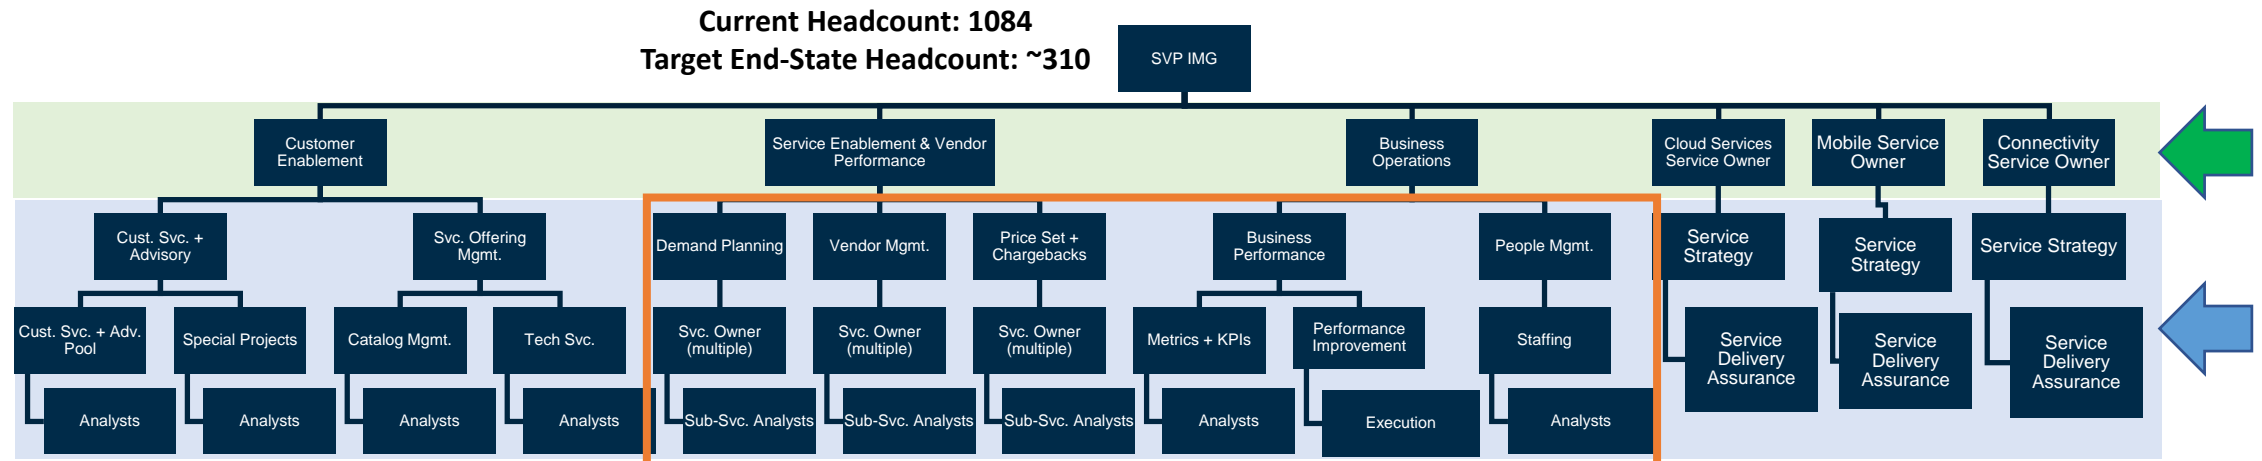 Current Headcount: 1084
Target End-State Headcount: ~310
SVP IMG
Customer
Enablement
Service Enablement & Vendor
Performance
Business
Operations
Cloud Services
Service Owner
Mobile Service
Owner
Connectivity
Service Owner
Cust. Svc. +
Advisory
Svc. Offering
Mgmt.
Demand Planning
Vendor Mgmt.
Price Set +
Chargebacks
Business
Performance
People Mgmt.
Service
Strategy
Service
Strategy
Service Strategy
Cust. Svc. + Adv.
Pool
Special Projects
Catalog Mgmt.
Tech Svc.
Svc. Owner
(multiple)
Svc. Owner
(multiple)
Svc. Owner
(multiple)
Metrics + KPIs
Performance
Improvement
Staffing
Service
Delivery
Assurance
Service
Delivery
Assurance
Service
Delivery
Assurance
Analysts
Analysts
Analysts
Analysts
Sub-Svc. Analysts
Sub-Svc. Analysts
Sub-Svc. Analysts
Analysts
Execution
Analysts